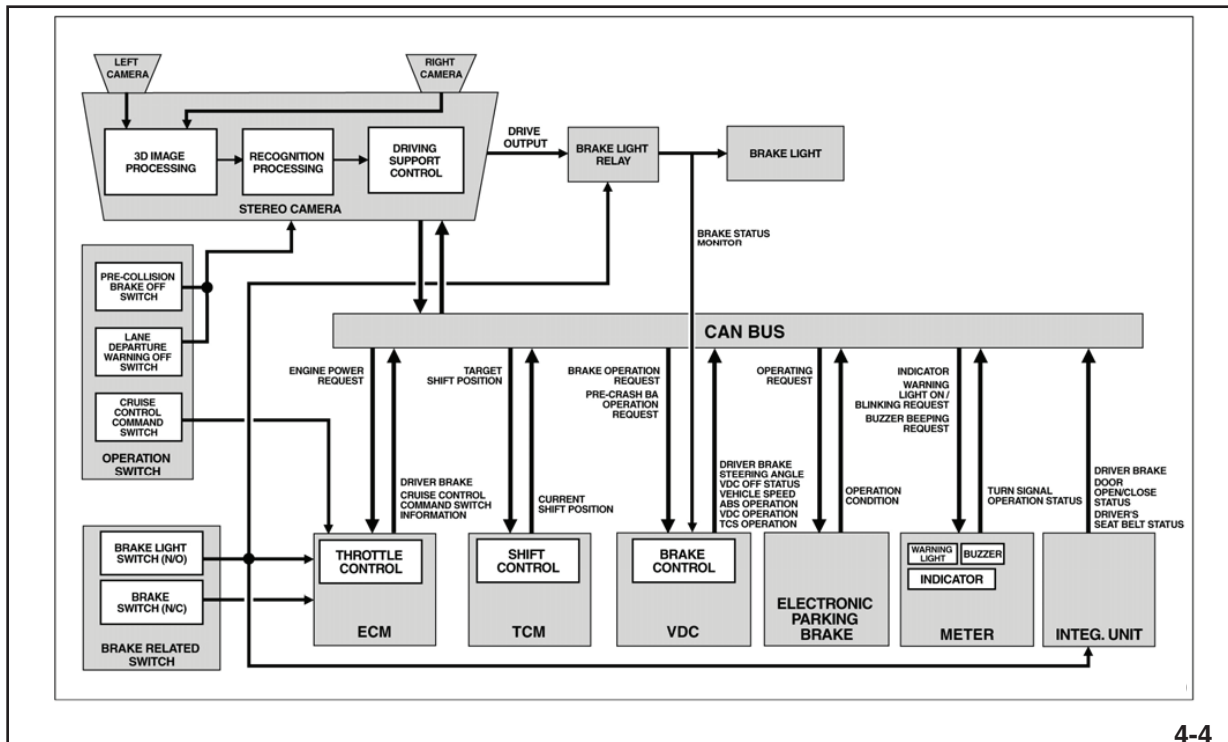 LEFT
CAMERA
RIGHT
CAMERA
3D IMAGE
PROCESSING
RECOGNITION
PROCESSING
DRIVING
SUPPORT
CONTROL
STEREO CAMERA
DRIVE
OUTPUT
BRAKE LIGHT
RELAY
BRAKE LIGHT
BRAKE STATUS
MONITOR
PRE-COLLISION
BRAKE OFF
SWITCH
LANE
DEPARTURE
WARNING OFF
SWITCH
CRUISE
CONTROL
COMMAND
SWITCH
OPERATION
SWITCH
CAN BUS
ENGINE POWER
REQUEST
TARGET
SHIFT POSITION
BRAKE OPERATION
REQUEST
PRE-CRASH BA
OPERATION
REQUEST
OPERATING
REQUEST
INDICATOR
WARNING
LIGHT ON /
BLINKING REQUEST
BUZZER BEEPING
REQUEST
DRIVER BRAKE
CRUISE CONTROL
COMMAND SWITCH
INFORMATION
CURRENT
SHIFT POSITION
DRIVER BRAKE
STEERING ANGLE
VDC OFF STATUS
VEHICLE SPEED
ABS OPERATION
VDC OPERATION
TCS OPERATION
OPERATION
CONDITION
TURN SIGNAL
OPERATION STATUS
DRIVER BRAKE
DOOR
OPEN/CLOSE
STATUS
DRIVER'S
SEAT BELT STATUS
BRAKE LIGHT
SWITCH (N/O)
BRAKE
SWITCH (N/C)
BRAKE RELATED
SWITCH
THROTTLE
CONTROL
ECM
SHIFT
CONTROL
TCM
BRAKE
CONTROL
VDC
ELECTRONIC
PARKING
BRAKE
WARNING
LIGHT
BUZZER
INDICATOR
METER
INTEG. UNIT
4-4